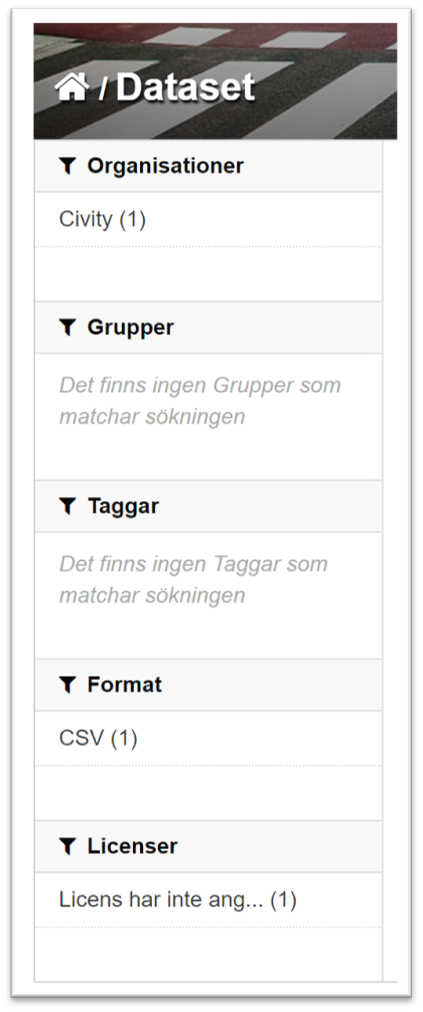 / Dataset
Organisationer
Civity (1)
Grupper
Det finns ingen Grupper som
matchar sökningen
Taggar
Det finns ingen Taggar som
matchar sökningen
Format
CSV (1)
Licenser
Licens har inte ang... (1)